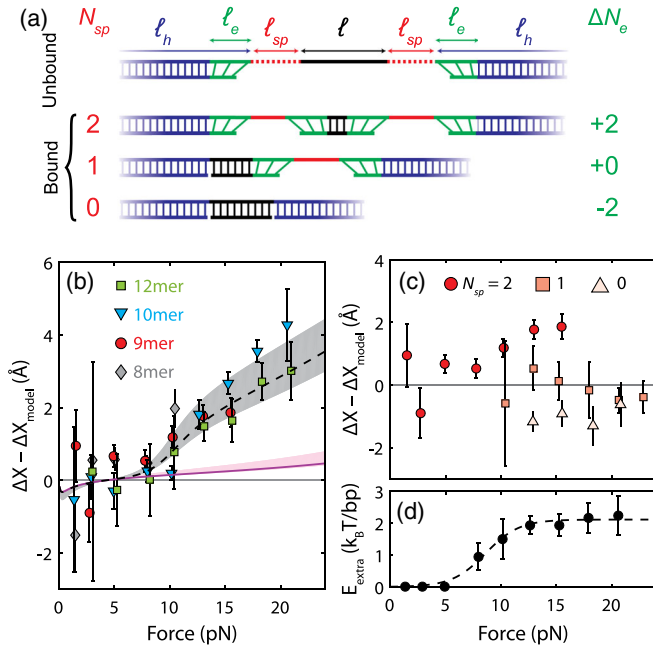 (a) N_sp ℓ_h ℓ_e ℓ_sp ℓ ℓ_sp ℓ_e ℓ_h ΔN_e
Unbound
Bound
2 +2
1 +0
0 -2
(b)
12mer
10mer
9mer
8mer
ΔX − ΔX_model (Å)
6
4
2
0
-2
0 5 10 15 20
Force (pN)
(c) N_sp = 2 1 0
ΔX − ΔX_model (Å)
4
2
0
-2
(d)
E_extra (k_BT/bp)
3
2
1
0
0 5 10 15 20
Force (pN)